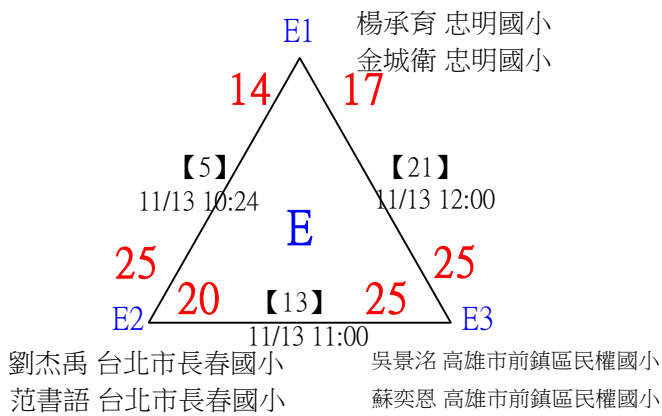 E1
楊承育 忠明國小
金城衛 忠明國小
14
17
【5】
11/13 10:24
【21】
11/13 12:00
E
25
25
20
【13】
25
E2
11/13 11:00
E3
劉杰禹 台北市長春國小
吳景洺 高雄市前鎮區民權國小
范書語 台北市長春國小
蘇奕恩 高雄市前鎮區民權國小